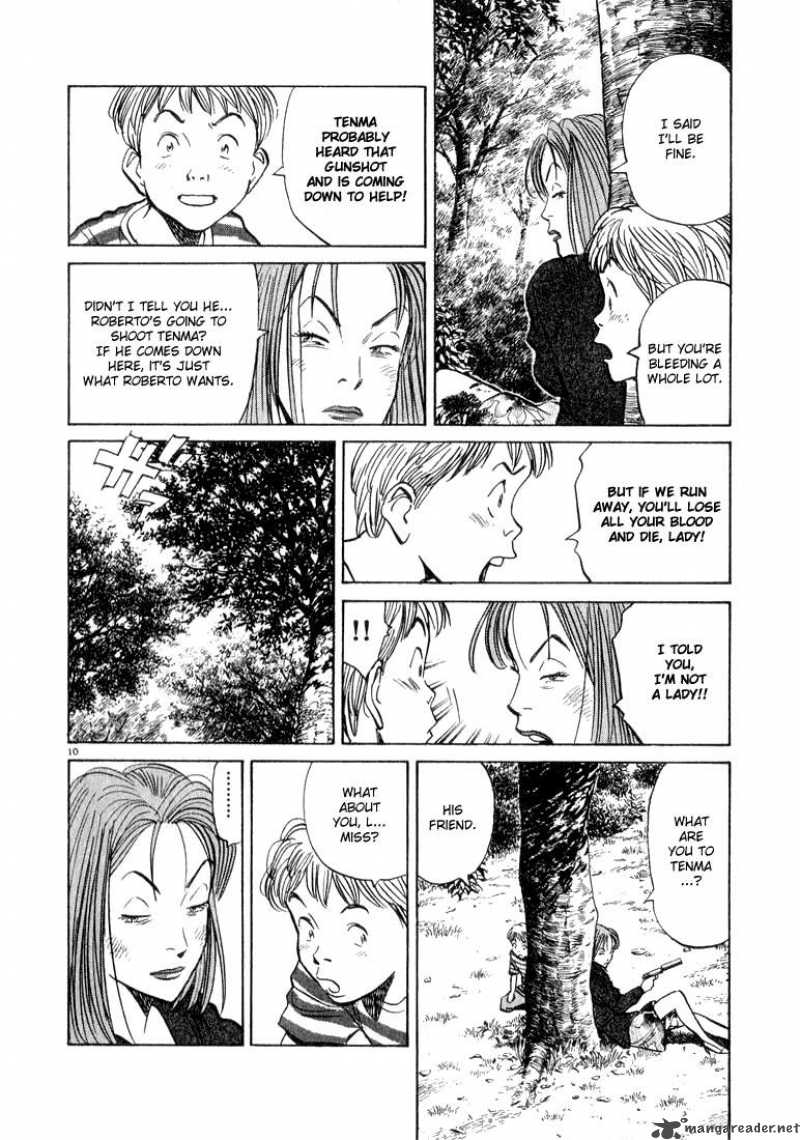 I SAID
I'LL BE
FINE.
BUT YOU'RE
BLEEDING A
WHOLE LOT.
TENMA
PROBABLY
HEARD THAT
GUNSHOT
AND IS COMING
DOWN TO HELP!
DIDN'T I TELL YOU HE...
ROBERTO'S GOING TO
SHOOT TENMA?
IF HE COMES DOWN
HERE, IT'S JUST
WHAT ROBERTO WANTS.
BUT IF WE RUN
AWAY, YOU'LL LOSE
ALL YOUR BLOOD
AND DIE, LADY!
ザザッ
I TOLD
YOU,
I'M NOT
A LADY!!
!!
10
WHAT
ARE
YOU TO
TENMA
...?
HIS
FRIEND.
WHAT
ABOUT
YOU, L...
MISS?
........
mangareader.net